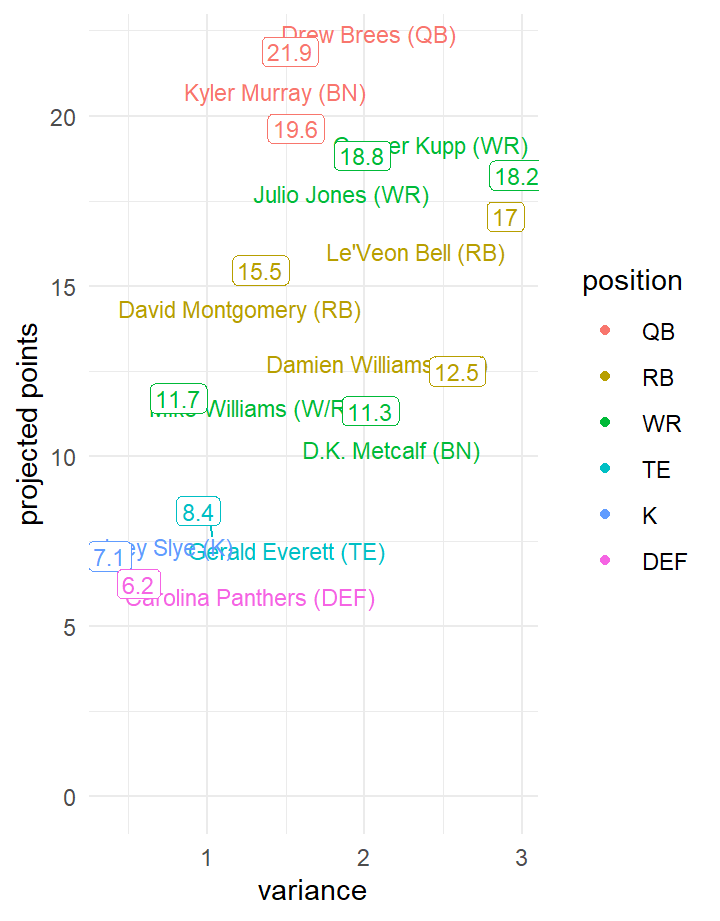 Drew Brees (QB)
21.9
Kyler Murray (BN)
20
19.6
Kupp (WR)
18.8
18.2
Julio Jones (WR)
17
Le'Veon Bell (RB)
15.5
15
David Montgomery (RB)
Damien Williams
12.5
11.7
Williams (W/R
11.3
D.K. Metcalf (BN)
10
8.4
Slye (K)
Gerald Everett (TE)
7.1
6.2
Carolina Panthers (DEF)
5
0
1
2
3
variance
projected points
position
QB
RB
WR
TE
K
DEF